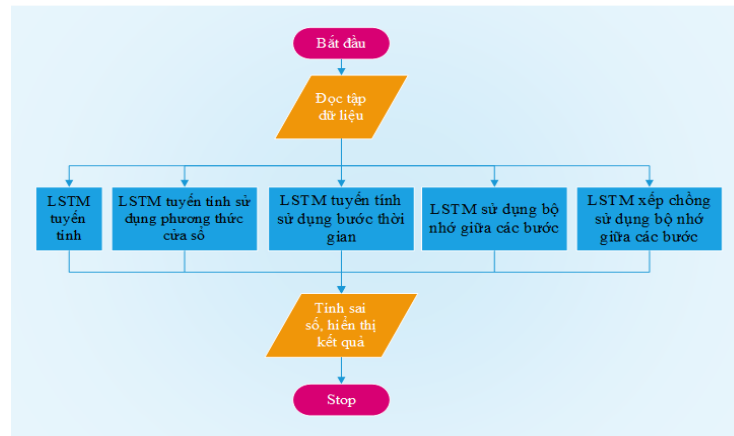 Bắt đầu
Đọc tập
dữ liệu
LSTM
tuyến
tính
LSTM tuyến tính sử
dụng phương thức
cửa sổ
LSTM tuyến tính
sử dụng bước thời
gian
LSTM sử dụng bộ
nhớ giữa các bước
LSTM xếp chồng
sử dụng bộ nhớ
giữa các bước
Tính sai
số, hiển thị
kết quả
Stop